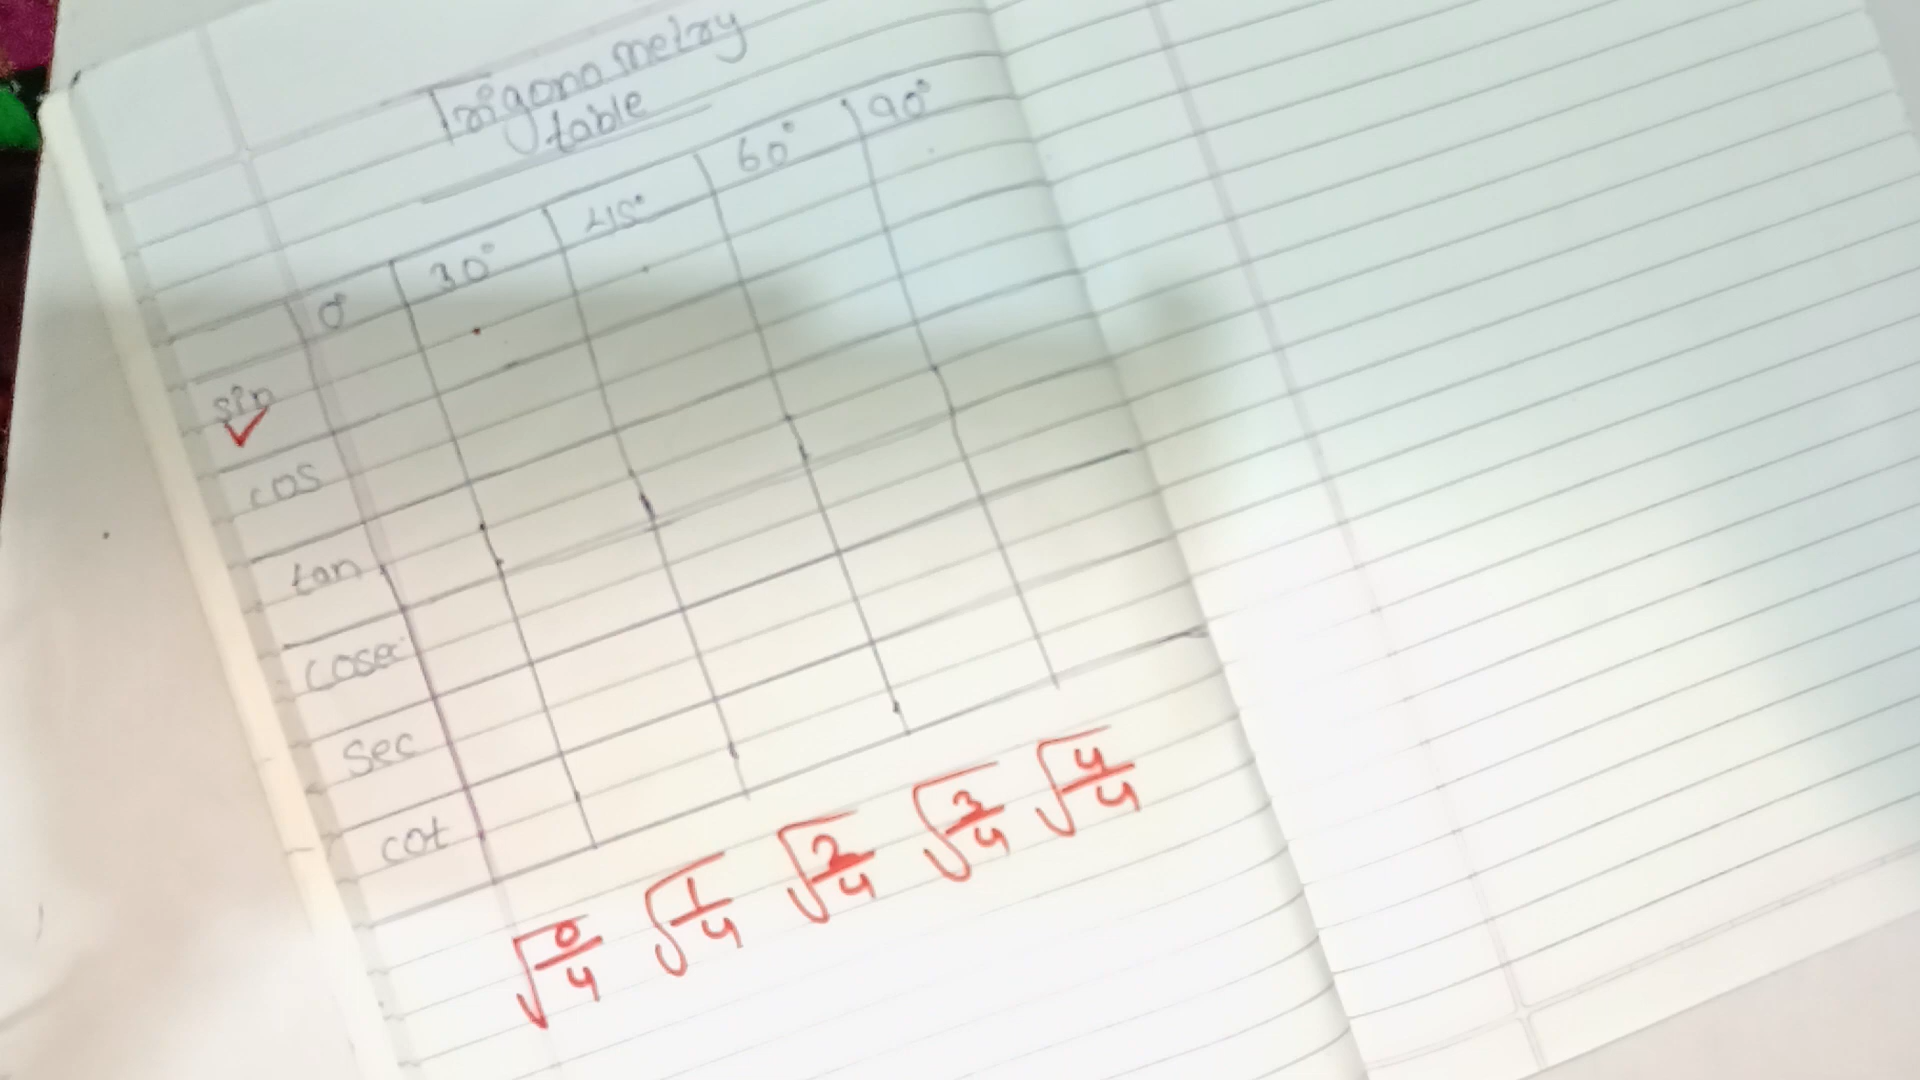 Trigonometry
table
0° 30° 45° 60° 90°
sin
cos
tan
cosec
sec
cot
√0/4 √1/4 √2/4 √3/4 √4/4